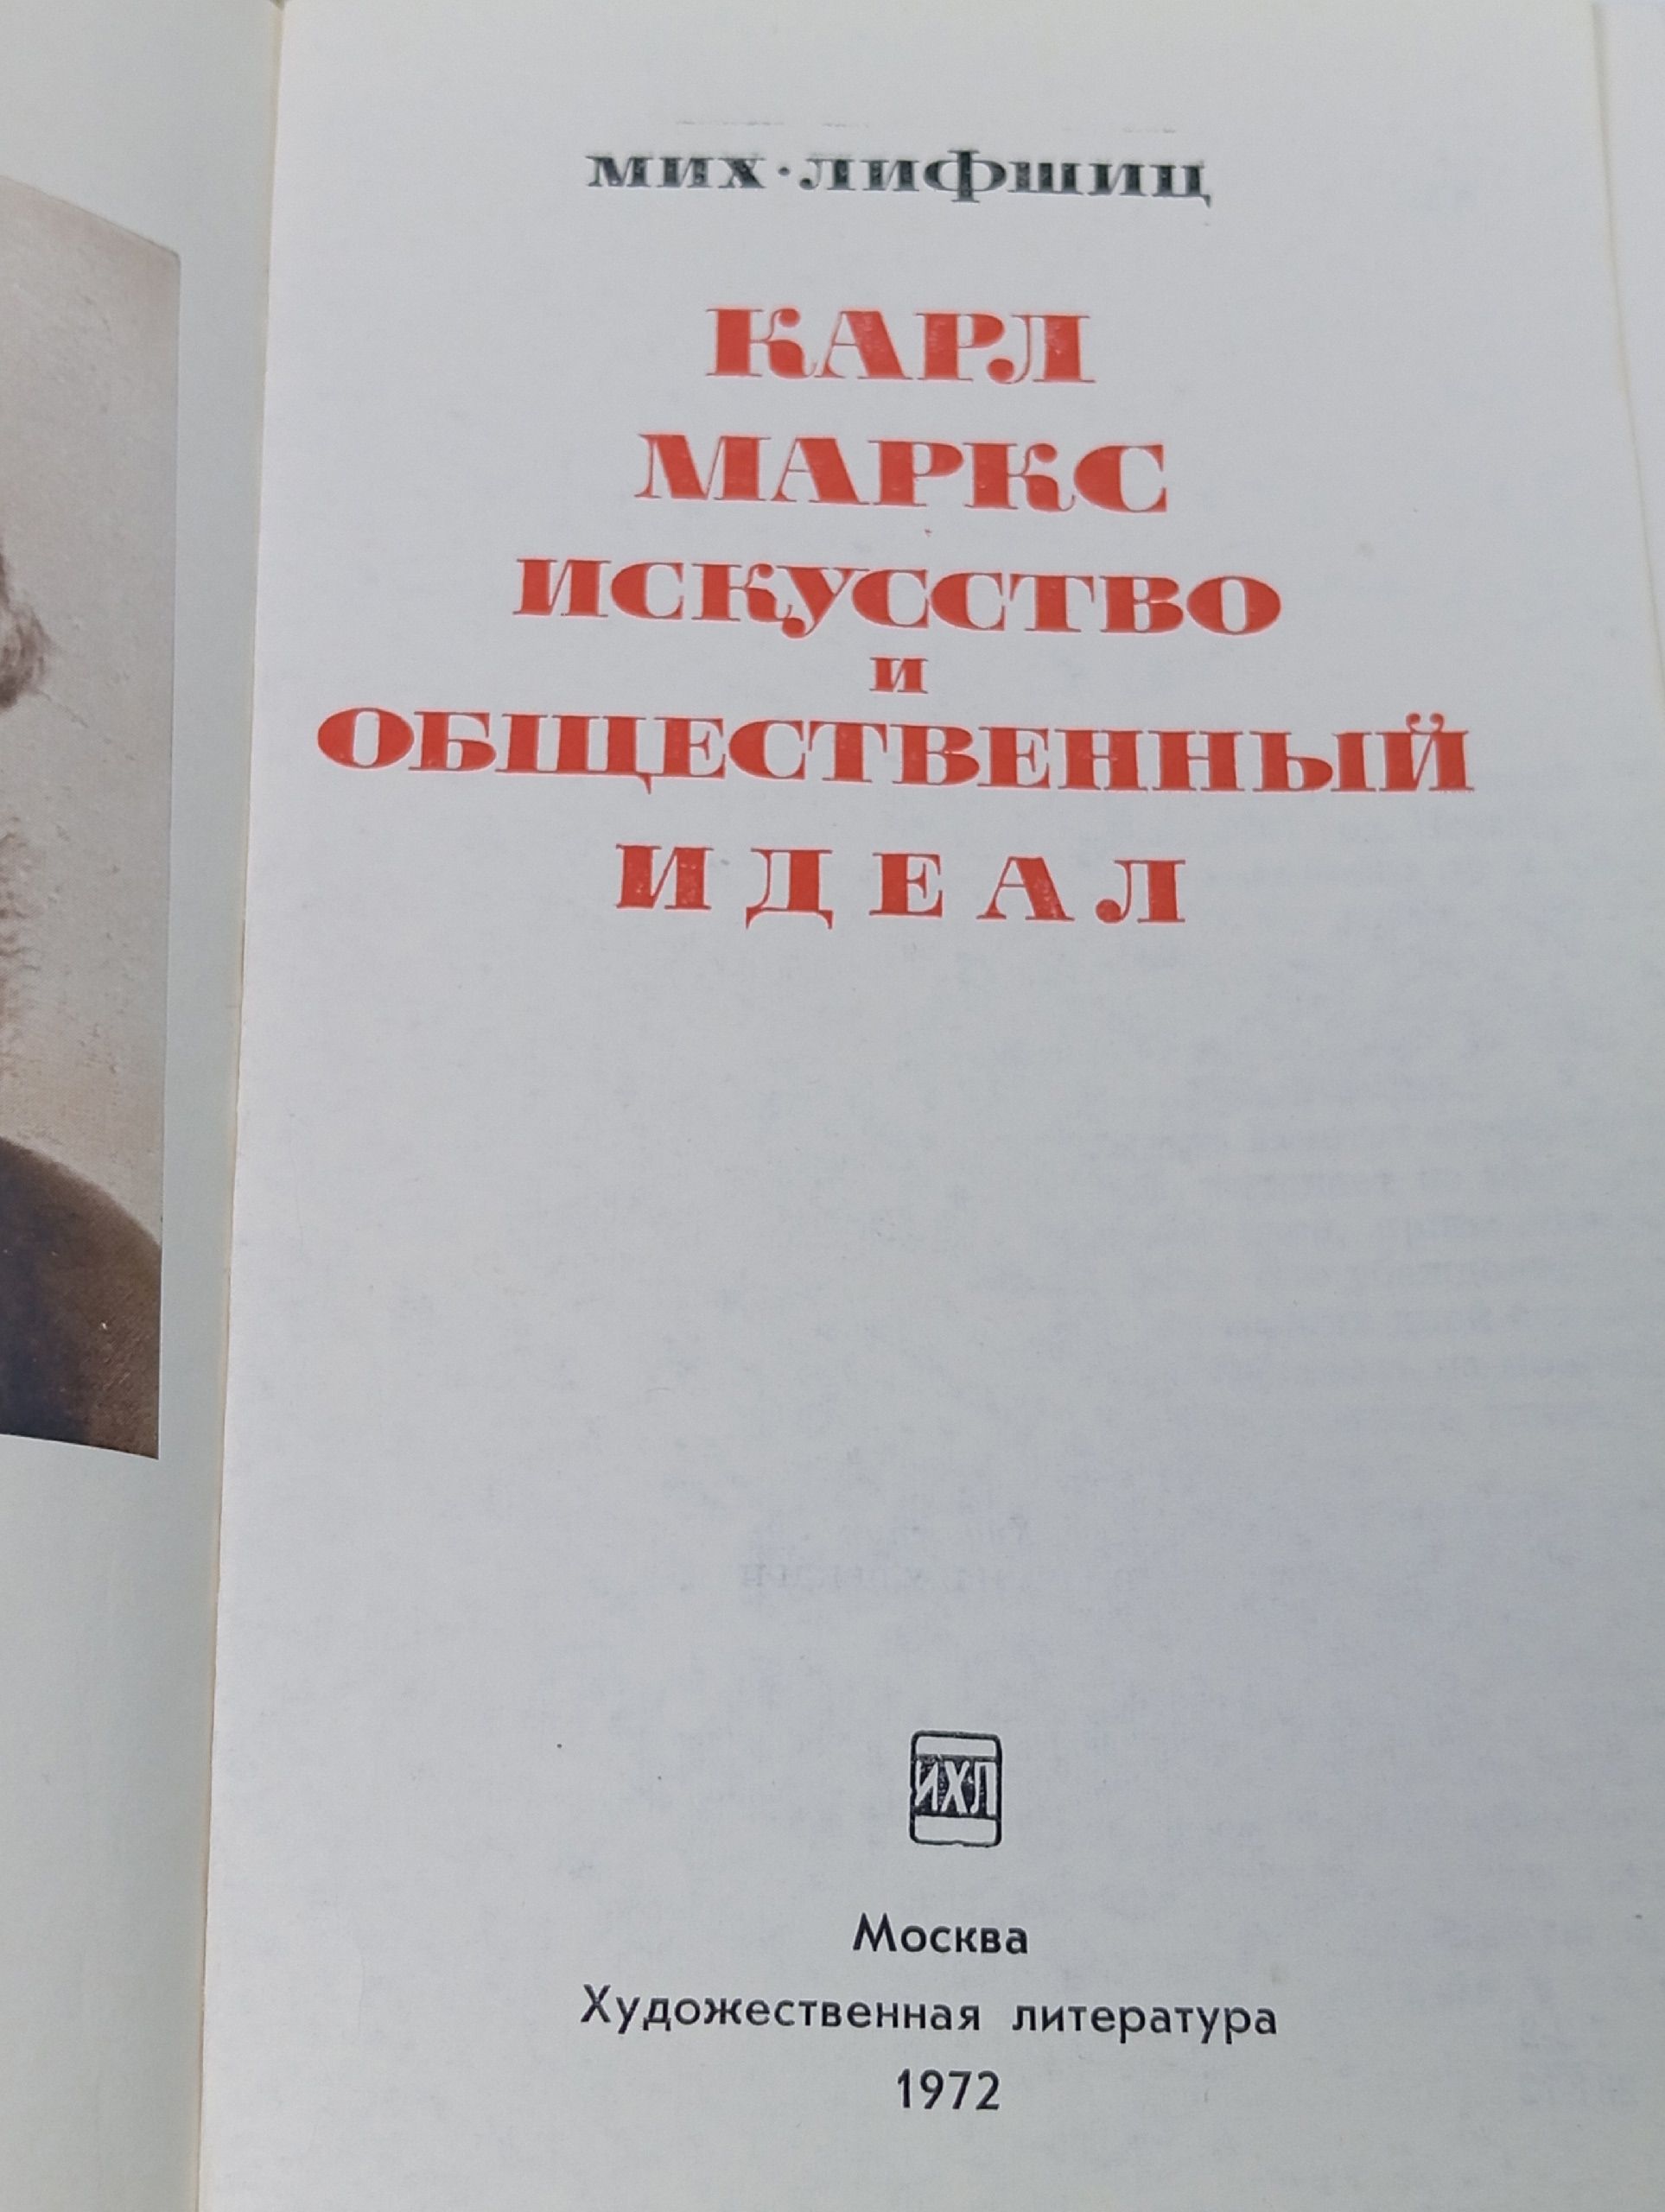 МИХ·ЛИФШИЦ
КАРЛ
МАРКС
ИСКУССТВО
И
ОБЩЕСТВЕННЫЙ
ИДЕАЛ
ИХЛ
Москва
Художественная литература
1972